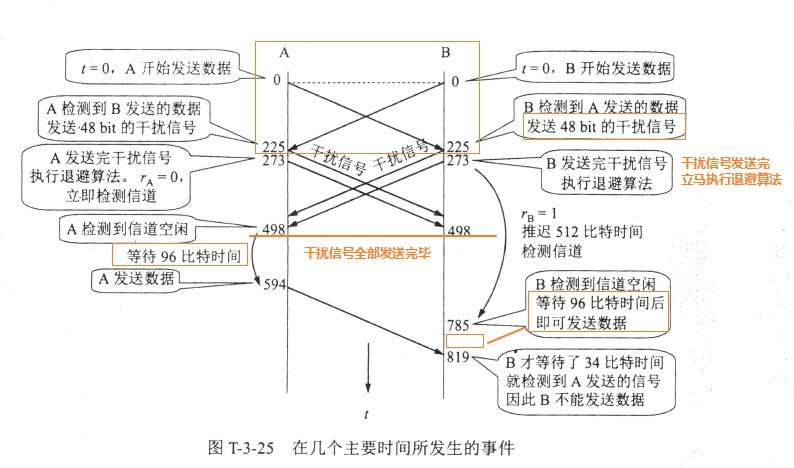 A
B
t = 0，A 开始发送数据
0
0
t = 0，B 开始发送数据
A 检测到 B 发送的数据
发送 48 bit 的干扰信号
B 检测到 A 发送的数据
发送 48 bit 的干扰信号
225
225
273
273
干扰信号
干扰信号
A 发送完干扰信号
执行退避算法。rA = 0，
立即检测信道
B 发送完干扰信号
执行退避算法
干扰信号发送完
立马执行退避算法
rB = 1
推迟 512 比特时间
检测信道
A 检测到信道空闲
498
498
等待 96 比特时间
干扰信号全部发送完毕
A 发送数据
594
B 检测到信道空闲
等待 96 比特时间后
即可发送数据
785
819
B 才等待了 34 比特时间
就检测到 A 发送的信号
因此 B 不能发送数据
t
图 T-3-25 在几个主要时间所发生的事件